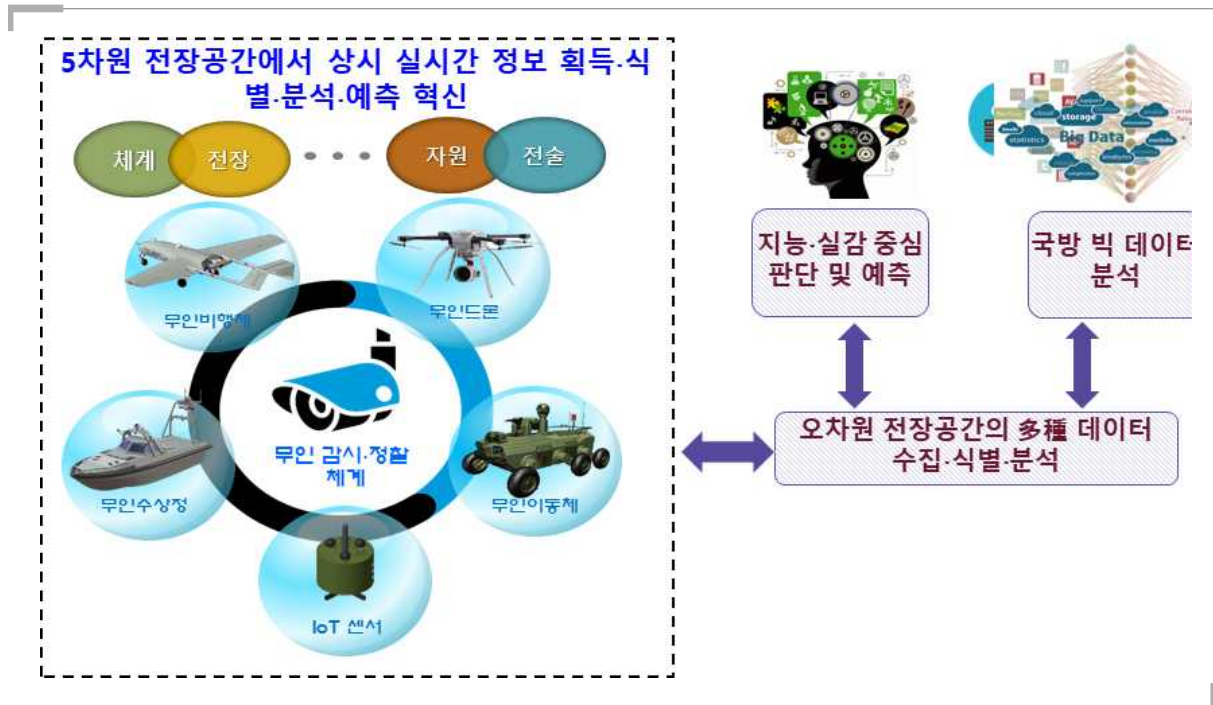 5차원 전장공간에서 상시 실시간 정보 획득·식
별·분석·예측 혁신
체계
전장
자원
전술
무인비행체
무인드론
무인 감시·정찰
체계
무인수상정
무인이동체
IoT 센서
support
storage
statistics
Big Data
지능·실감 중심
판단 및 예측
국방 빅 데이터
분석
오차원 전장공간의 多種 데이터
수집·식별·분석